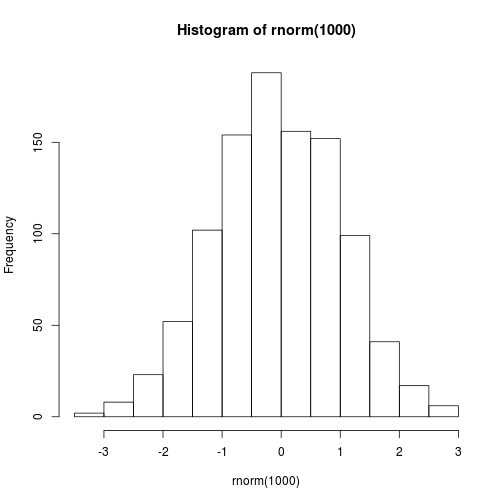 Histogram of rnorm(1000)
Frequency
150
100
50
0
-3 -2 -1 0 1 2 3
rnorm(1000)